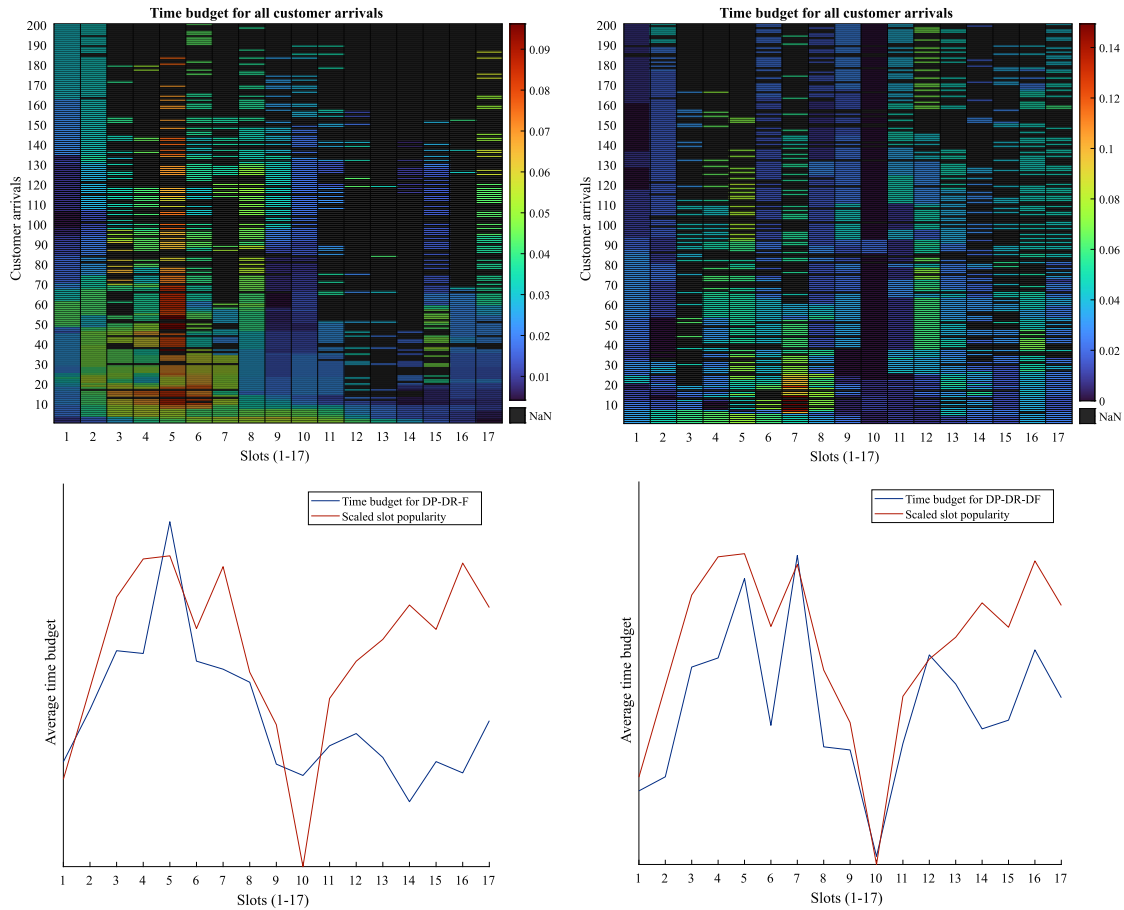 Time budget for all customer arrivals
200
190
180
170
160
150
140
130
120
110
100
90
80
70
60
50
40
30
20
10
Customer arrivals
1 2 3 4 5 6 7 8 9 10 11 12 13 14 15 16 17
Slots (1-17)
0.09
0.08
0.07
0.06
0.05
0.04
0.03
0.02
0.01
NaN
Time budget for all customer arrivals
200
190
180
170
160
150
140
130
120
110
100
90
80
70
60
50
40
30
20
10
Customer arrivals
1 2 3 4 5 6 7 8 9 10 11 12 13 14 15 16 17
Slots (1-17)
0.14
0.12
0.1
0.08
0.06
0.04
0.02
0
NaN
Time budget for DP-DR-F
Scaled slot popularity
Average time budget
1 2 3 4 5 6 7 8 9 10 11 12 13 14 15 16 17
Slots (1-17)
Time budget for DP-DR-DF
Scaled slot popularity
Average time budget
1 2 3 4 5 6 7 8 9 10 11 12 13 14 15 16 17
Slots (1-17)